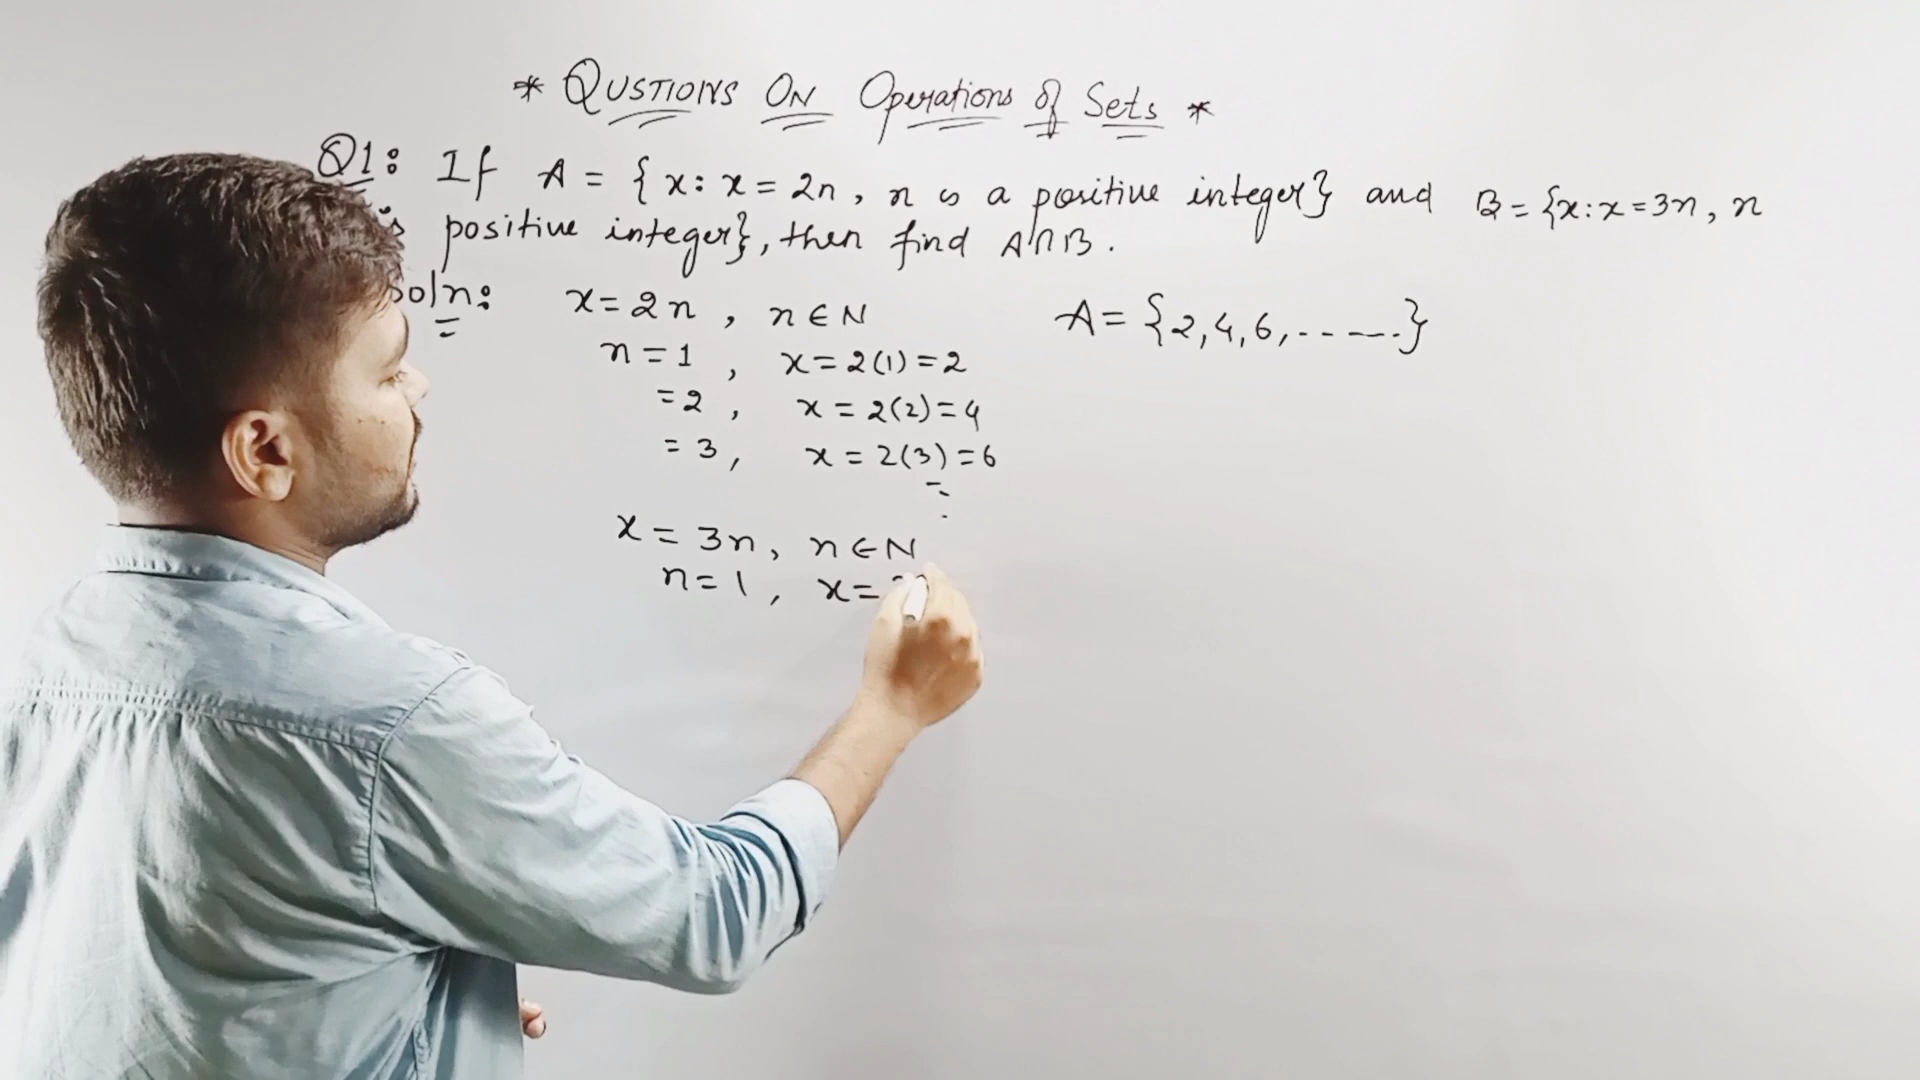 * QUSTIONS ON Operations of Sets *
Q1: If A = { x: x = 2n, n is a positive integer} and B = {x:x=3n, n
positive integer}, then find A∩B.
Soln: x = 2n, n ∈ N A = {2,4,6,------}
n = 1, x = 2(1) = 2
= 2, x = 2(2) = 4
= 3, x = 2(3) = 6
x = 3n, n ∈ N
n = 1, x =